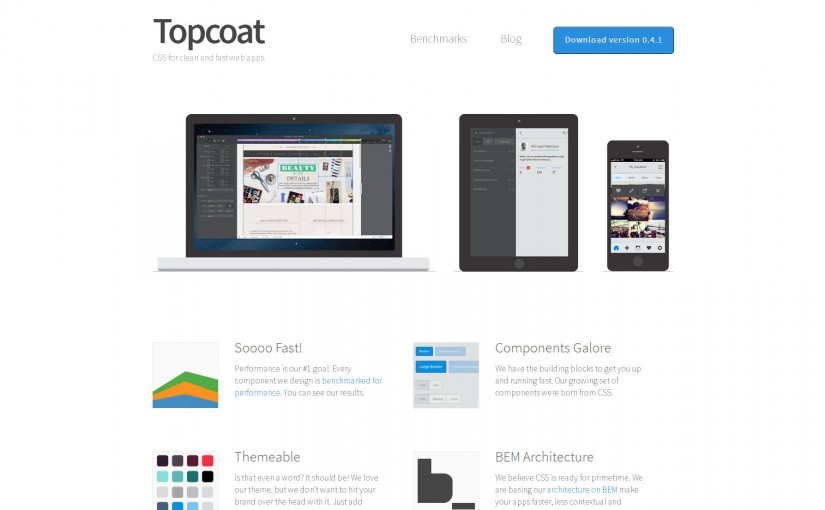 Topcoat
CSS for clean and fast web apps.
Benchmarks
Blog
Download version 0.4.1
BEAUTY
DETAILS
Soooo Fast!
Performance is our #1 goal. Every
component we design is benchmarked for
performance. You can see our results.
Components Galore
We have the building blocks to get you up
and running fast. Our growing set of
components were born from CSS.
Themeable
Is that even a word? It should be! We love
our theme, but we don't want to hit your
brand over the head with it. Just add
BEM Architecture
We believe CSS is ready for primetime. We
are basing our architecture on BEM make
your apps faster, less contextual and